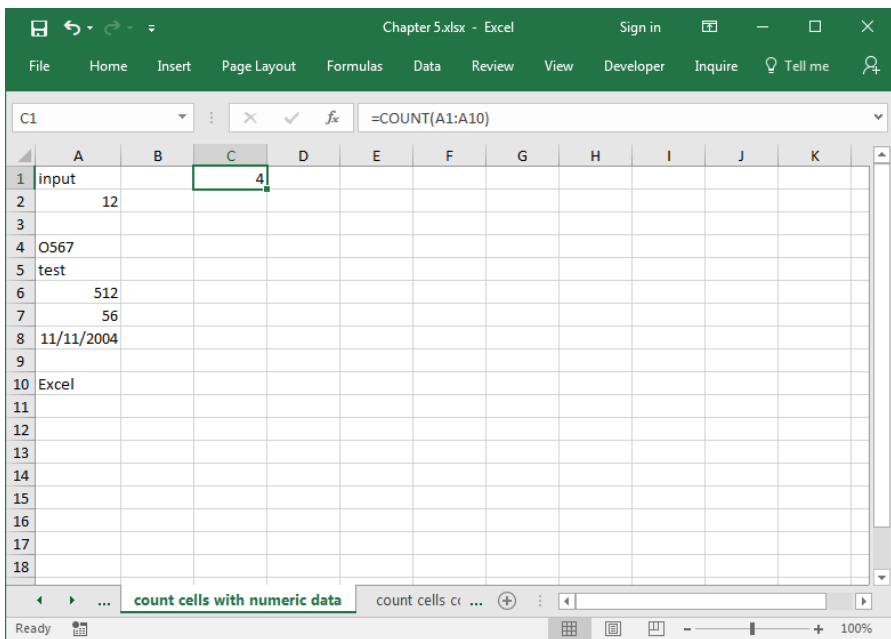 Chapter 5.xlsx - Excel Sign in
File Home Insert Page Layout Formulas Data Review View Developer Inquire Tell me
C1 fx =COUNT(A1:A10)
A B C D E F G H I J K
1 input 4
2 12
3
4 O567
5 test
6 512
7 56
8 11/11/2004
9
10 Excel
11
12
13
14
15
16
17
18
... count cells with numeric data count cells cc ...
Ready 100%